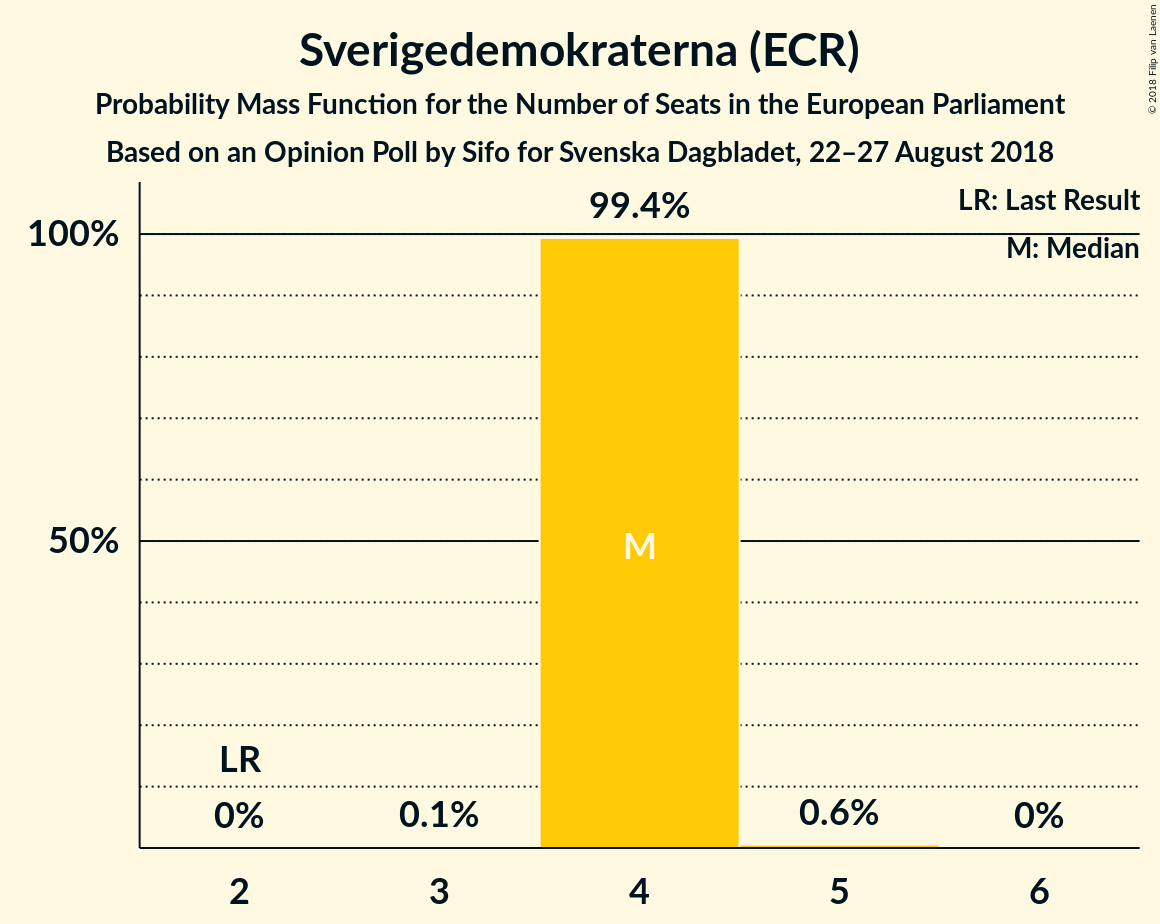 Sverigedemokraterna (ECR)
Probability Mass Function for the Number of Seats in the European Parliament
Based on an Opinion Poll by Sifo for Svenska Dagbladet, 22–27 August 2018
© 2018 Filip van Laenen
LR: Last Result
M: Median
99.4%
100%
50%
M
LR
0%
0.1%
0.6%
0%
2
3
4
5
6